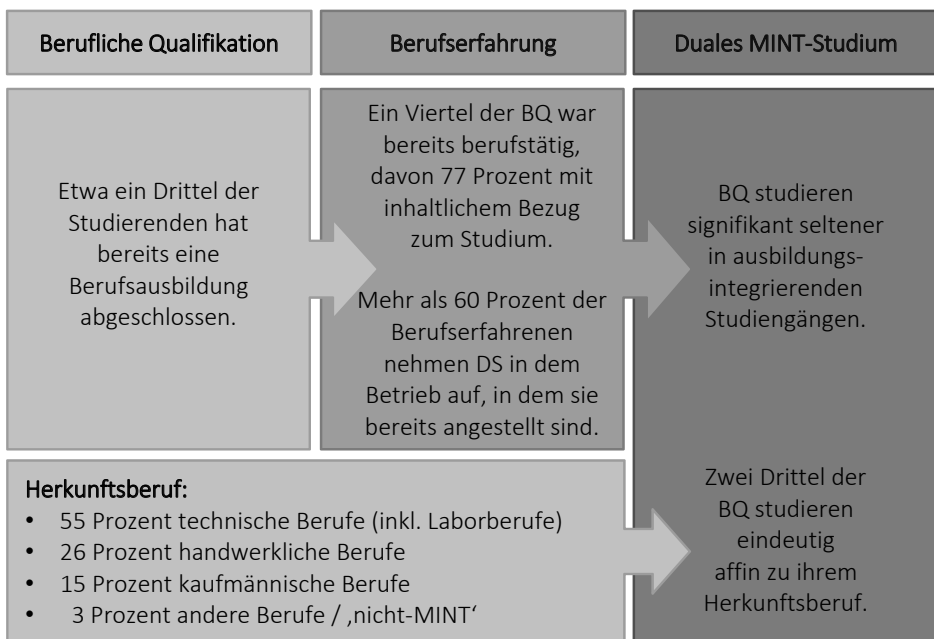 Berufliche Qualifikation
Berufserfahrung
Duales MINT-Studium
Etwa ein Drittel der
Studierenden hat
bereits eine
Berufsausbildung
abgeschlossen.
Ein Viertel der BQ war
bereits berufstätig,
davon 77 Prozent mit
inhaltlichem Bezug
zum Studium.
Mehr als 60 Prozent der
Berufserfahrenen
nehmen DS in dem
Betrieb auf, in dem sie
bereits angestellt sind.
BQ studieren
signifikant seltener
in ausbildungs-
integrierenden
Studiengängen.
Herkunftsberuf:
• 55 Prozent technische Berufe (inkl. Laborberufe)
• 26 Prozent handwerkliche Berufe
• 15 Prozent kaufmännische Berufe
• 3 Prozent andere Berufe / ‚nicht-MINT‘
Zwei Drittel der
BQ studieren
eindeutig
affin zu ihrem
Herkunftsberuf.